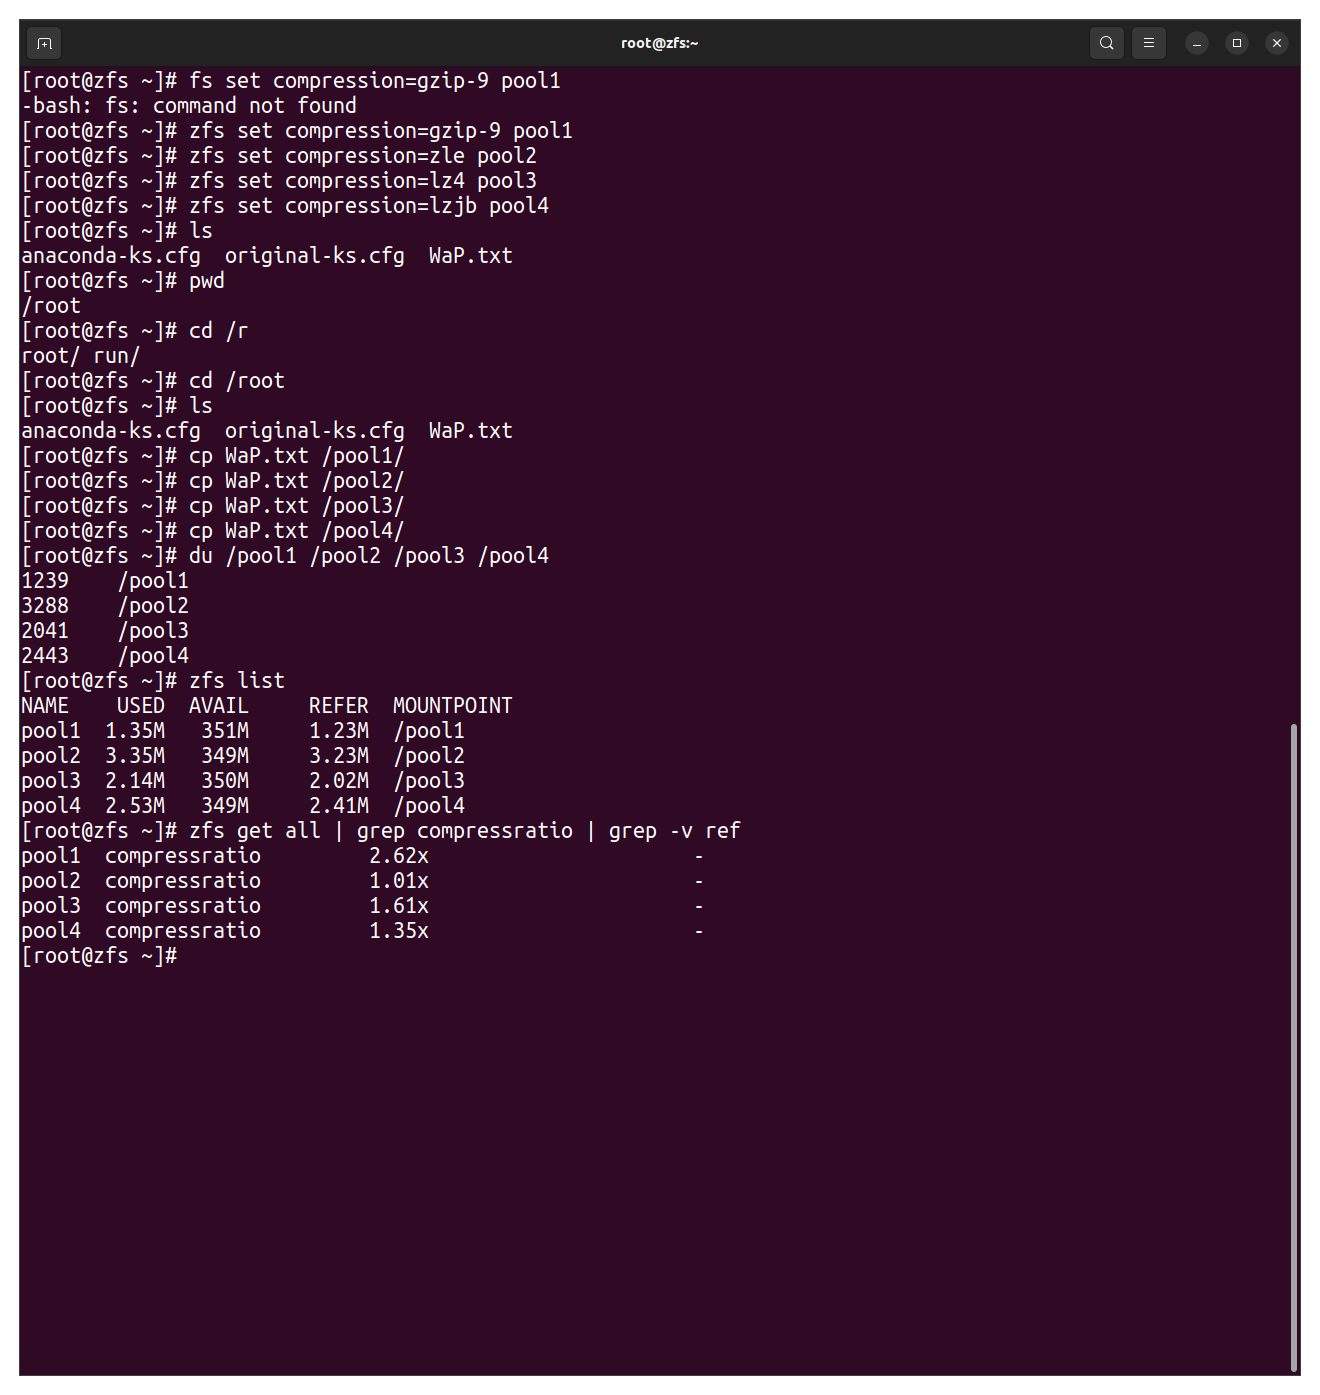 root@zfs:~
[root@zfs ~]# fs set compression=gzip-9 pool1
-bash: fs: command not found
[root@zfs ~]# zfs set compression=gzip-9 pool1
[root@zfs ~]# zfs set compression=zle pool2
[root@zfs ~]# zfs set compression=lz4 pool3
[root@zfs ~]# zfs set compression=lzjb pool4
[root@zfs ~]# ls
anaconda-ks.cfg  original-ks.cfg  WaP.txt
[root@zfs ~]# pwd
/root
[root@zfs ~]# cd /r
root/ run/
[root@zfs ~]# cd /root
[root@zfs ~]# ls
anaconda-ks.cfg  original-ks.cfg  WaP.txt
[root@zfs ~]# cp WaP.txt /pool1/
[root@zfs ~]# cp WaP.txt /pool2/
[root@zfs ~]# cp WaP.txt /pool3/
[root@zfs ~]# cp WaP.txt /pool4/
[root@zfs ~]# du /pool1 /pool2 /pool3 /pool4
1239    /pool1
3288    /pool2
2041    /pool3
2443    /pool4
[root@zfs ~]# zfs list
NAME    USED  AVAIL     REFER  MOUNTPOINT
pool1  1.35M   351M     1.23M  /pool1
pool2  3.35M   349M     3.23M  /pool2
pool3  2.14M   350M     2.02M  /pool3
pool4  2.53M   349M     2.41M  /pool4
[root@zfs ~]# zfs get all | grep compressratio | grep -v ref
pool1  compressratio         2.62x                      -
pool2  compressratio         1.01x                      -
pool3  compressratio         1.61x                      -
pool4  compressratio         1.35x                      -
[root@zfs ~]#